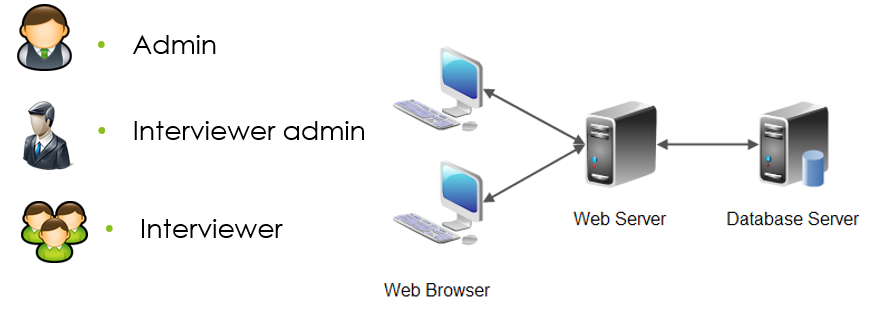 • Admin
• Interviewer admin
• Interviewer
Web Server
Database Server
Web Browser